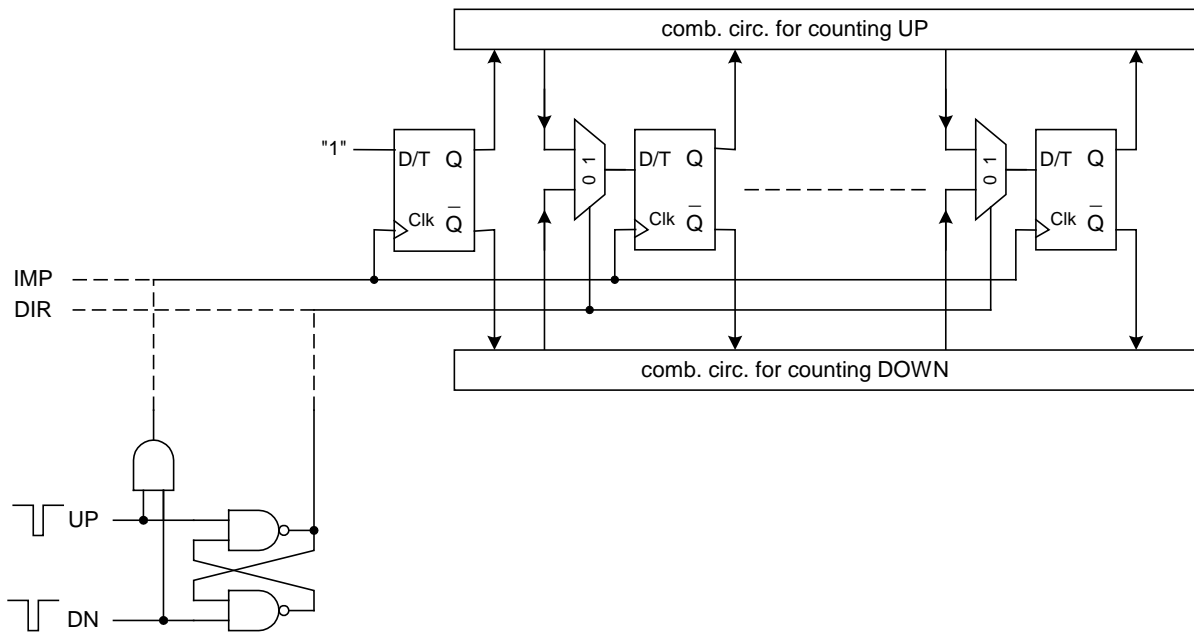 comb. circ. for counting UP
"1"
D/T Q
Clk Q
0 1
D/T Q
Clk Q
0 1
D/T Q
Clk Q
IMP
DIR
comb. circ. for counting DOWN
UP
DN